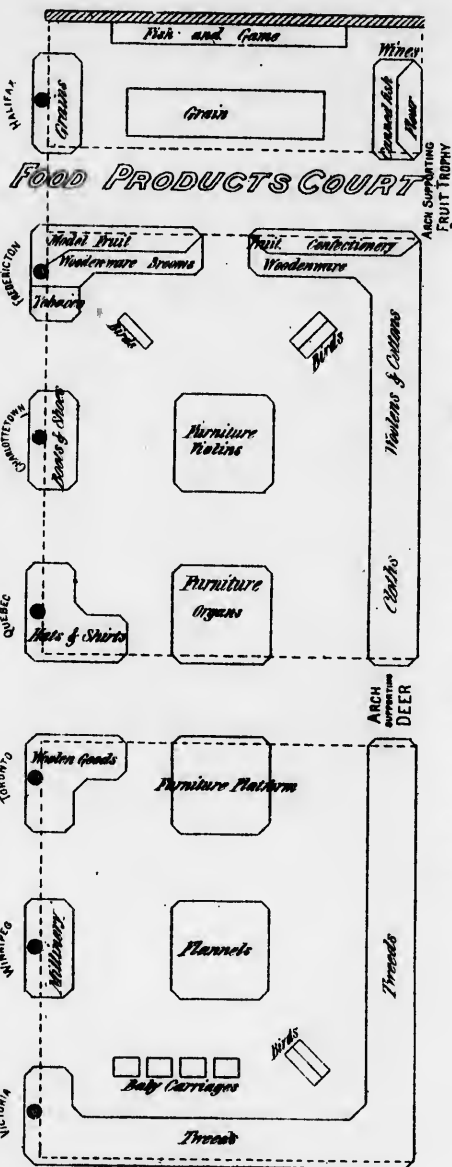 Fish and Game
Wines
HALIFAX
Grains
Grain
Canned fish
Flour
FOOD PRODUCTS COURT
ARCH SUPPORTING
FRUIT TROPHY
FREDERICTON
Model Fruit
Woodenware Brooms
Tobacco
Fruit Confectionery
Woodenware
Birds
Birds
CHARLOTTETOWN
Boots & Shoes
Furniture
Violins
Woolens & Cottons
QUEBEC
Hats & Shirts
Furniture
Organs
Cloths
ARCH
SUPPORTING
DEER
TORONTO
Woolen Goods
Furniture Platform
WINNIPEG
Millinery
Flannels
Tweeds
Birds
Baby Carriages
VICTORIA
Tweeds